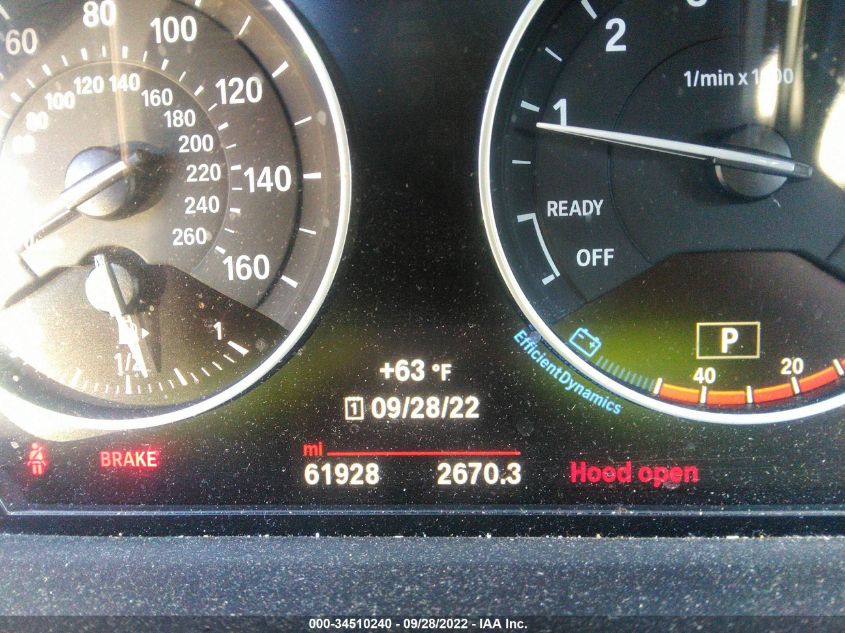 60
80
100
120
140
160
80
100
120
140
160
180
200
220
240
260
1/2
1
1
2
1/min x 1000
READY
OFF
P
EfficientDynamics
40
20
+63 °F
1 09/28/22
mi
61928 2670.3
BRAKE
Hood open
000-34510240 - 09/28/2022 - IAA Inc.